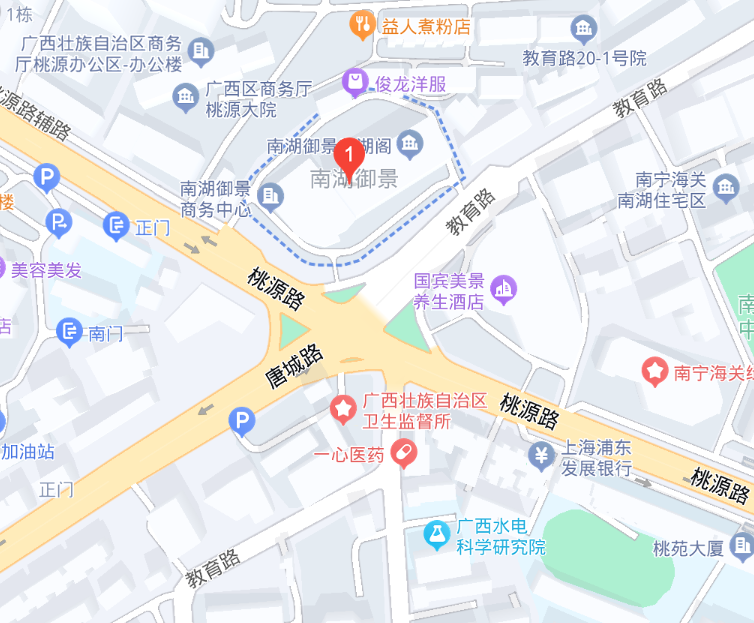 1栋
益人煮粉店
广西壮族自治区商务
厅桃源办公区-办公楼
教育路20-1号院
俊龙洋服
广西区商务厅
桃源大院
教育路
桃源路辅路
南湖御景
湖阁
1
南湖御景
南湖御景
商务中心
南宁海关
南湖住宅区
P
楼
P
正门
教育路
美容美发
桃源路
国宾美景
养生酒店
南
中
店
南门
唐城路
南宁海关纟
广西壮族自治区
卫生监督所
桃源路
P
一心医药
加油站
上海浦东
发展银行
正门
桃源路
广西水电
科学研究院
桃苑大厦
教育路